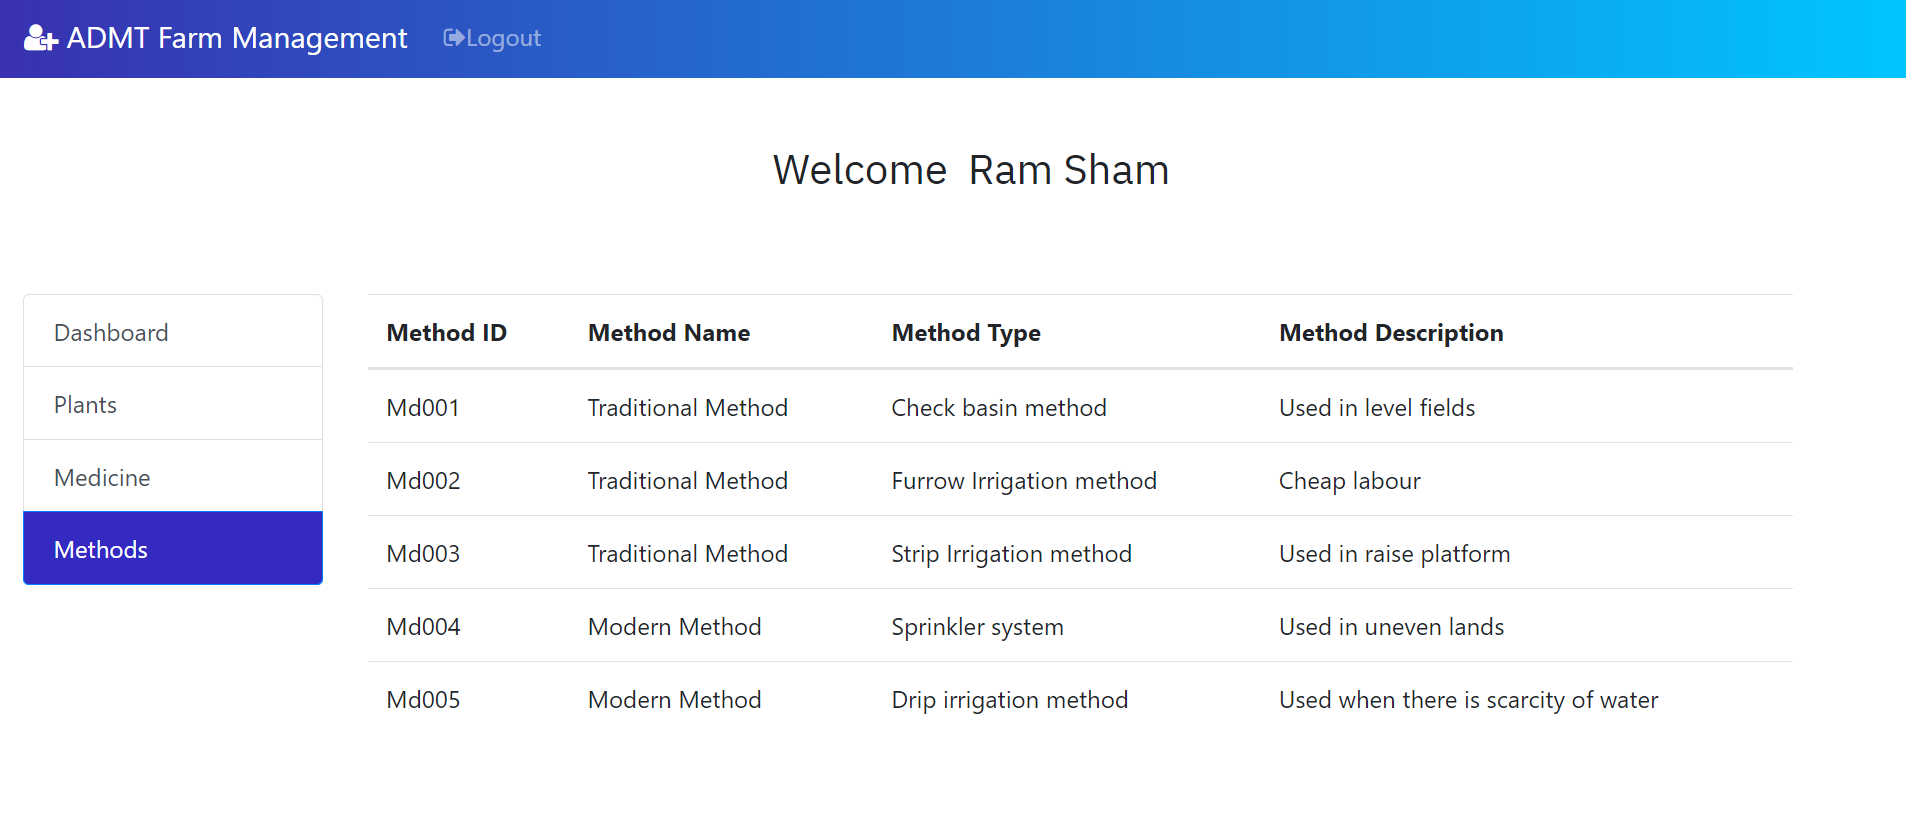 ADMT Farm Management Logout
Welcome Ram Sham
Dashboard
Plants
Medicine
Methods
Method ID Method Name Method Type Method Description
Md001 Traditional Method Check basin method Used in level fields
Md002 Traditional Method Furrow Irrigation method Cheap labour
Md003 Traditional Method Strip Irrigation method Used in raise platform
Md004 Modern Method Sprinkler system Used in uneven lands
Md005 Modern Method Drip irrigation method Used when there is scarcity of water